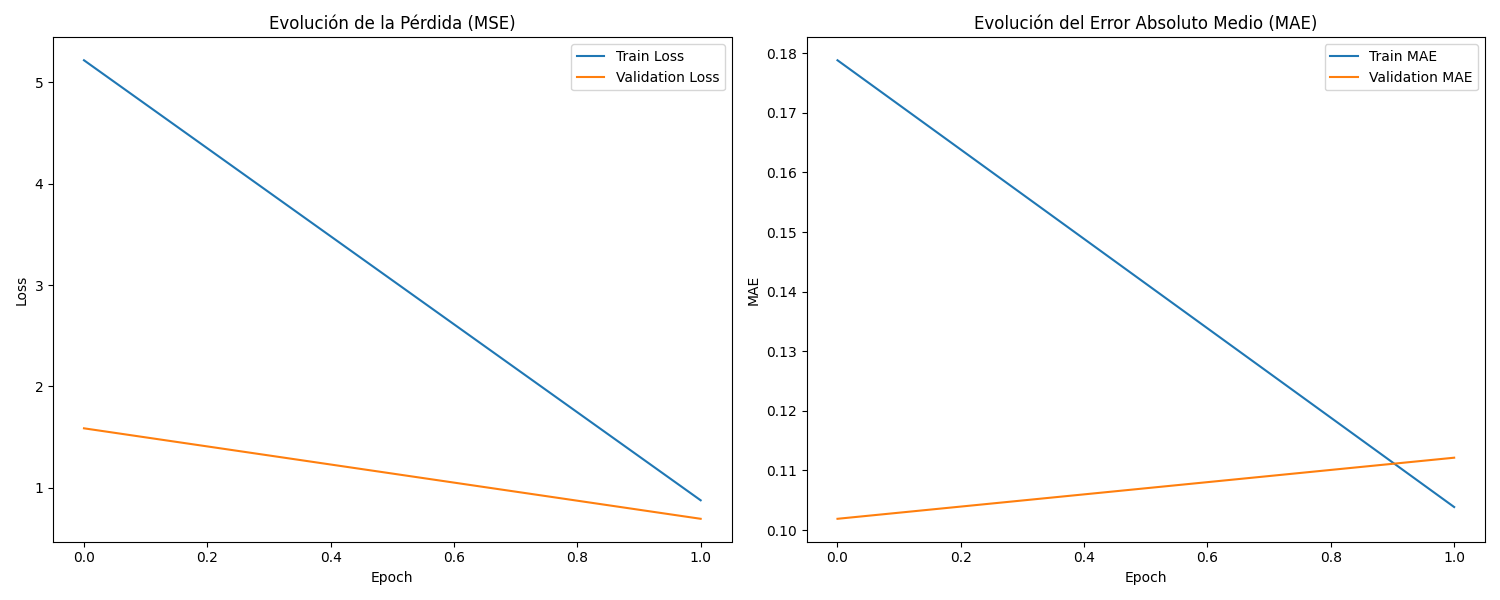 Evolución de la Pérdida (MSE)
Train Loss
Validation Loss
5
4
3
2
1
Loss
0.0 0.2 0.4 0.6 0.8 1.0
Epoch
Evolución del Error Absoluto Medio (MAE)
Train MAE
Validation MAE
0.18
0.17
0.16
0.15
0.14
0.13
0.12
0.11
0.10
MAE
0.0 0.2 0.4 0.6 0.8 1.0
Epoch